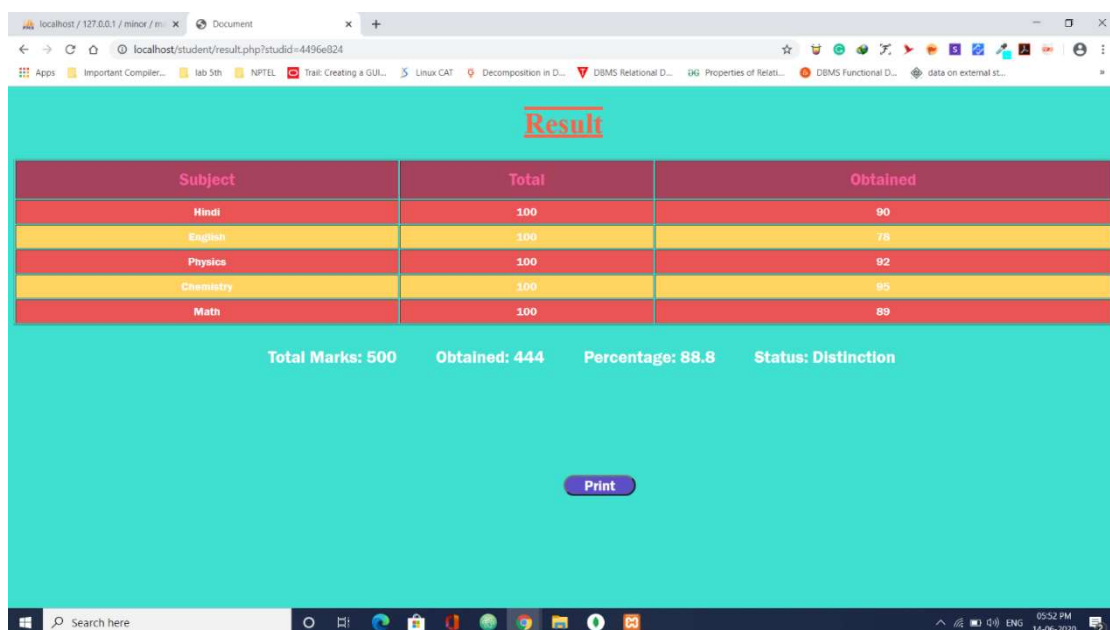 localhost / 127.0.0.1 / minor / m
Document
localhost/student/result.php?studid=4496e824
Apps Important Compiler... lab 5th NPTEL Trail: Creating a GUI... Linux CAT Decomposition in D... DBMS Relational D... Properties of Relati... DBMS Functional D... data on external st...
Result
Subject Total Obtained
Hindi 100 90
English 100 78
Physics 100 92
Chemistry 100 95
Math 100 89
Total Marks: 500 Obtained: 444 Percentage: 88.8 Status: Distinction
Print
Search here
ENG
05:52 PM
14-06-2020